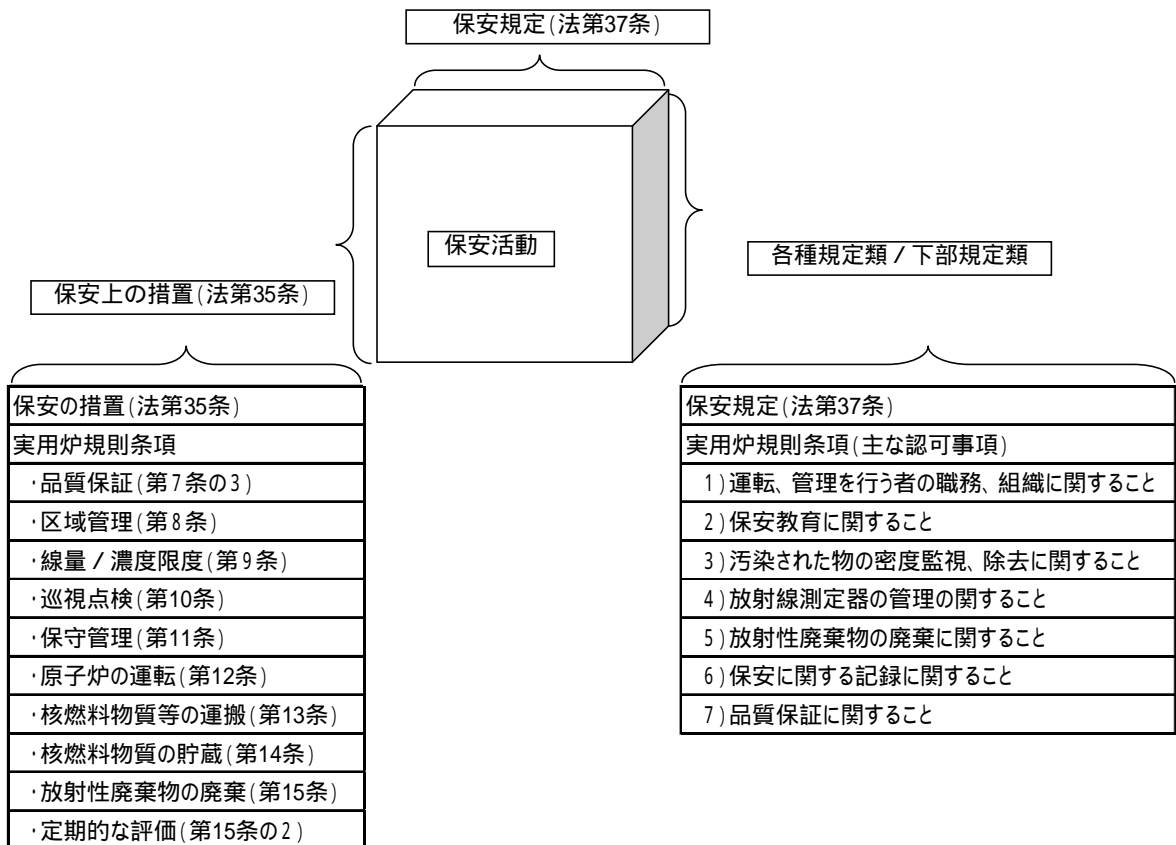 保安規定(法第37条)
保安活動
各種規定類/下部規定類
保安上の措置(法第35条)
保安の措置(法第35条)
実用炉規則条項
・品質保証(第7条の3)
・区域管理(第8条)
・線量/濃度限度(第9条)
・巡視点検(第10条)
・保守管理(第11条)
・原子炉の運転(第12条)
・核燃料物質等の運搬(第13条)
・核燃料物質の貯蔵(第14条)
・放射性廃棄物の廃棄(第15条)
・定期的な評価(第15条の2)
保安規定(法第37条)
実用炉規則条項(主な認可事項)
1)運転、管理を行う者の職務、組織に関すること
2)保安教育に関すること
3)汚染された物の密度監視、除去に関すること
4)放射線測定器の管理の関すること
5)放射性廃棄物の廃棄に関すること
6)保安に関する記録に関すること
7)品質保証に関すること